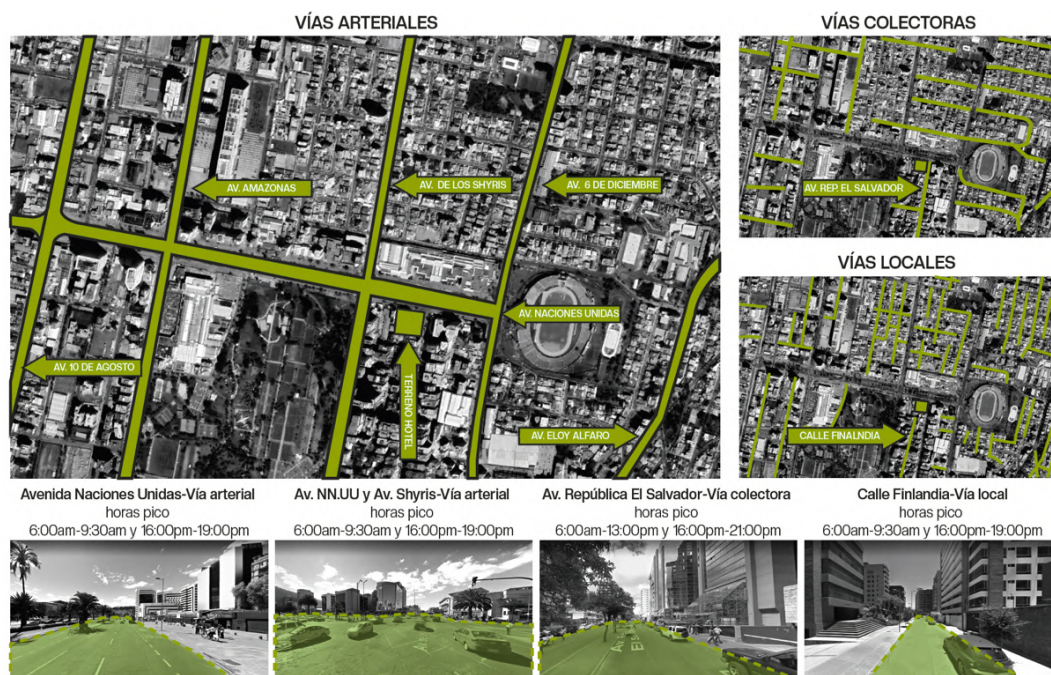 VÍAS ARTERIALES
AV. AMAZONAS
AV. DE LOS SHYRIS
AV. 6 DE DICIEMBRE
AV. NACIONES UNIDAS
AV. 10 DE AGOSTO
TERRENO HOTEL
AV. ELOY ALFARO
VÍAS COLECTORAS
AV. REP. EL SALVADOR
VÍAS LOCALES
CALLE FINALNDIA
Avenida Naciones Unidas-Vía arterial
horas pico
6:00am-9:30am y 16:00pm-19:00pm
Av. NN.UU y Av. Shyris-Vía arterial
horas pico
6:00am-9:30am y 16:00pm-19:00pm
Av. República El Salvador-Vía colectora
horas pico
6:00am-13:00pm y 16:00pm-21:00pm
Calle Finlandia-Vía local
horas pico
6:00am-9:30am y 16:00pm-19:00pm